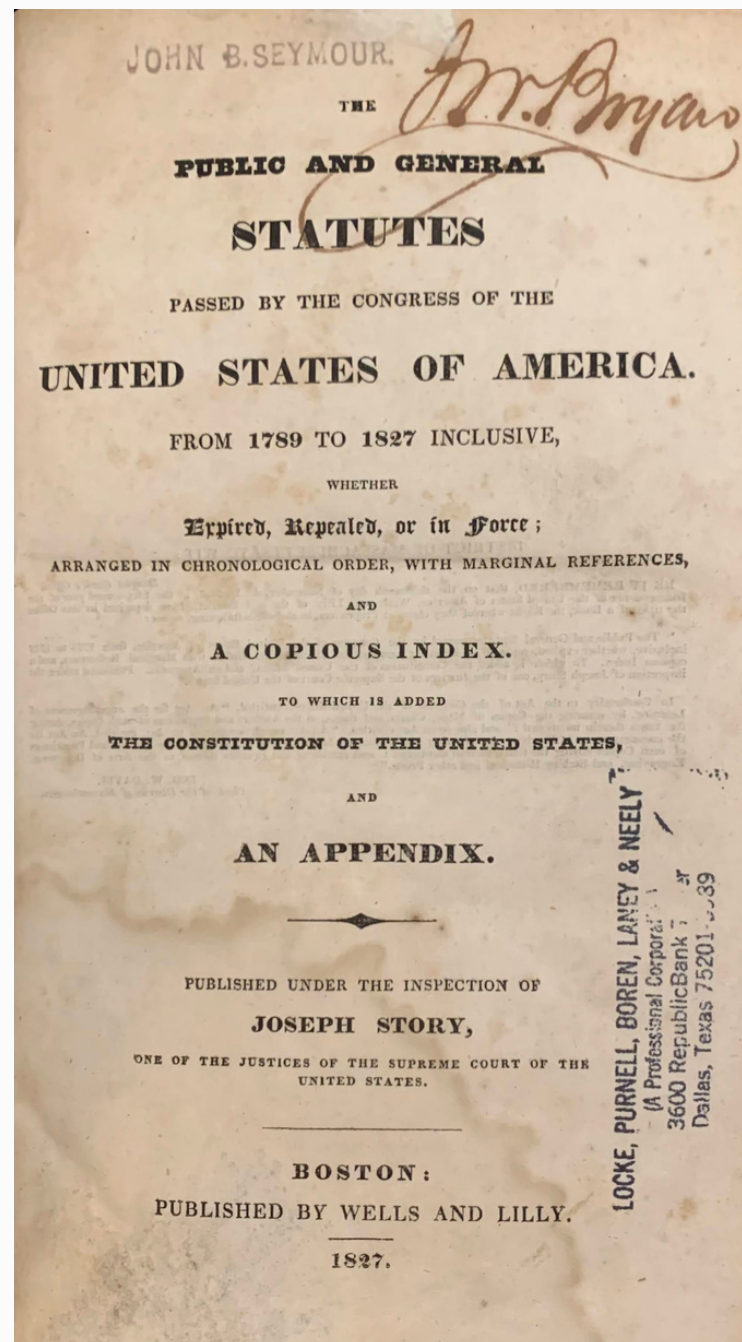 JOHN B. SEYMOUR.
J.W. Bryan
THE
PUBLIC AND GENERAL
STATUTES
PASSED BY THE CONGRESS OF THE
UNITED STATES OF AMERICA.
FROM 1789 TO 1827 INCLUSIVE,
WHETHER
Expired, Repealed, or in Force;
ARRANGED IN CHRONOLOGICAL ORDER, WITH MARGINAL REFERENCES,
AND
A COPIOUS INDEX.
TO WHICH IS ADDED
THE CONSTITUTION OF THE UNITED STATES,
AND
AN APPENDIX.
PUBLISHED UNDER THE INSPECTION OF
JOSEPH STORY,
ONE OF THE JUSTICES OF THE SUPREME COURT OF THE
UNITED STATES.
BOSTON:
PUBLISHED BY WELLS AND LILLY.
1827.
LOCKE, PURNELL, BOREN, LANEY & NEELY
(A Professional
3600 RepublicBank
Dallas, Texas